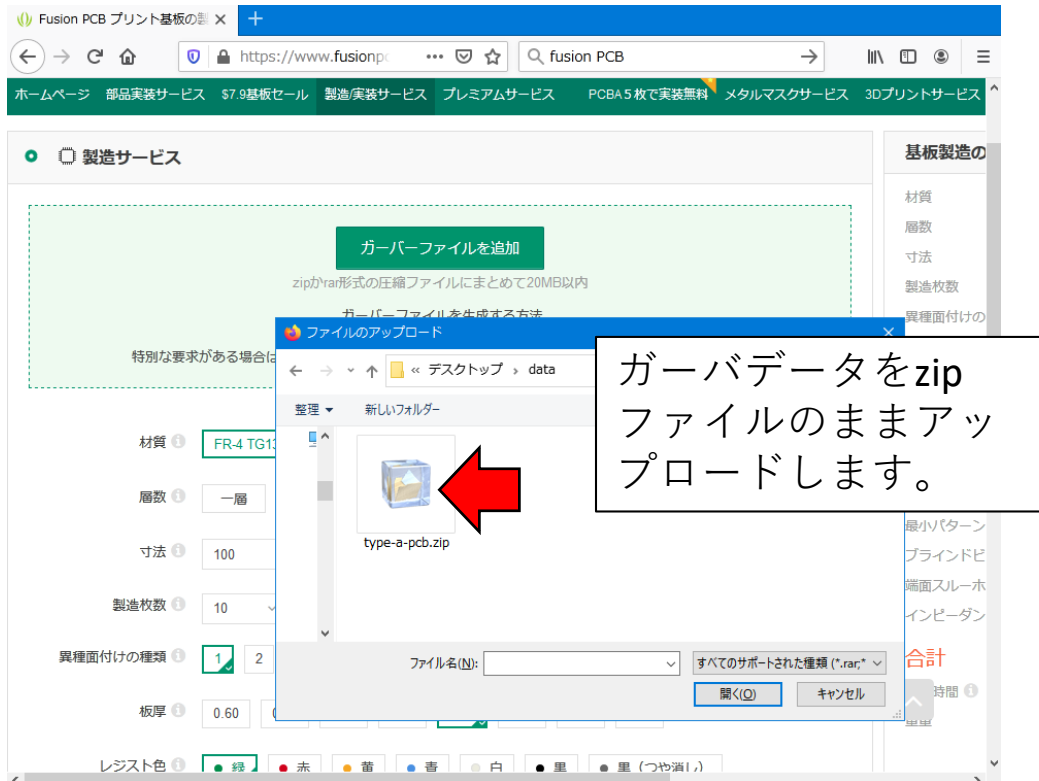 Fusion PCB プリント基板の製
https://www.fusionpc
fusion PCB
ホームページ 部品実装サービス $7.9基板セール 製造/実装サービス プレミアムサービス PCBA5枚で実装無料 メタルマスクサービス 3Dプリントサービス
製造サービス
基板製造の
ガーバーファイルを追加
zipかrar形式の圧縮ファイルにまとめて20MB以内
ガーバーファイルを生成する方法
特別な要求がある場合は
材質
層数
寸法
製造枚数
異種面付けの
ファイルのアップロード
« デスクトップ › data
整理 新しいフォルダー
type-a-pcb.zip
ファイル名(N):
すべてのサポートされた種類 (*.rar;*
開く(O) キャンセル
ガーバデータをzip
ファイルのままアッ
プロードします。
材質 FR-4 TG13
層数 一層
寸法 100
製造枚数 10
異種面付けの種類 1 2
板厚 0.60
レジスト色 緑 赤 黄 青 白 黒 黒（つや消し）
最小パターン
ブラインドビ
端面スルーホ
インピーダン
合計
時間
重量